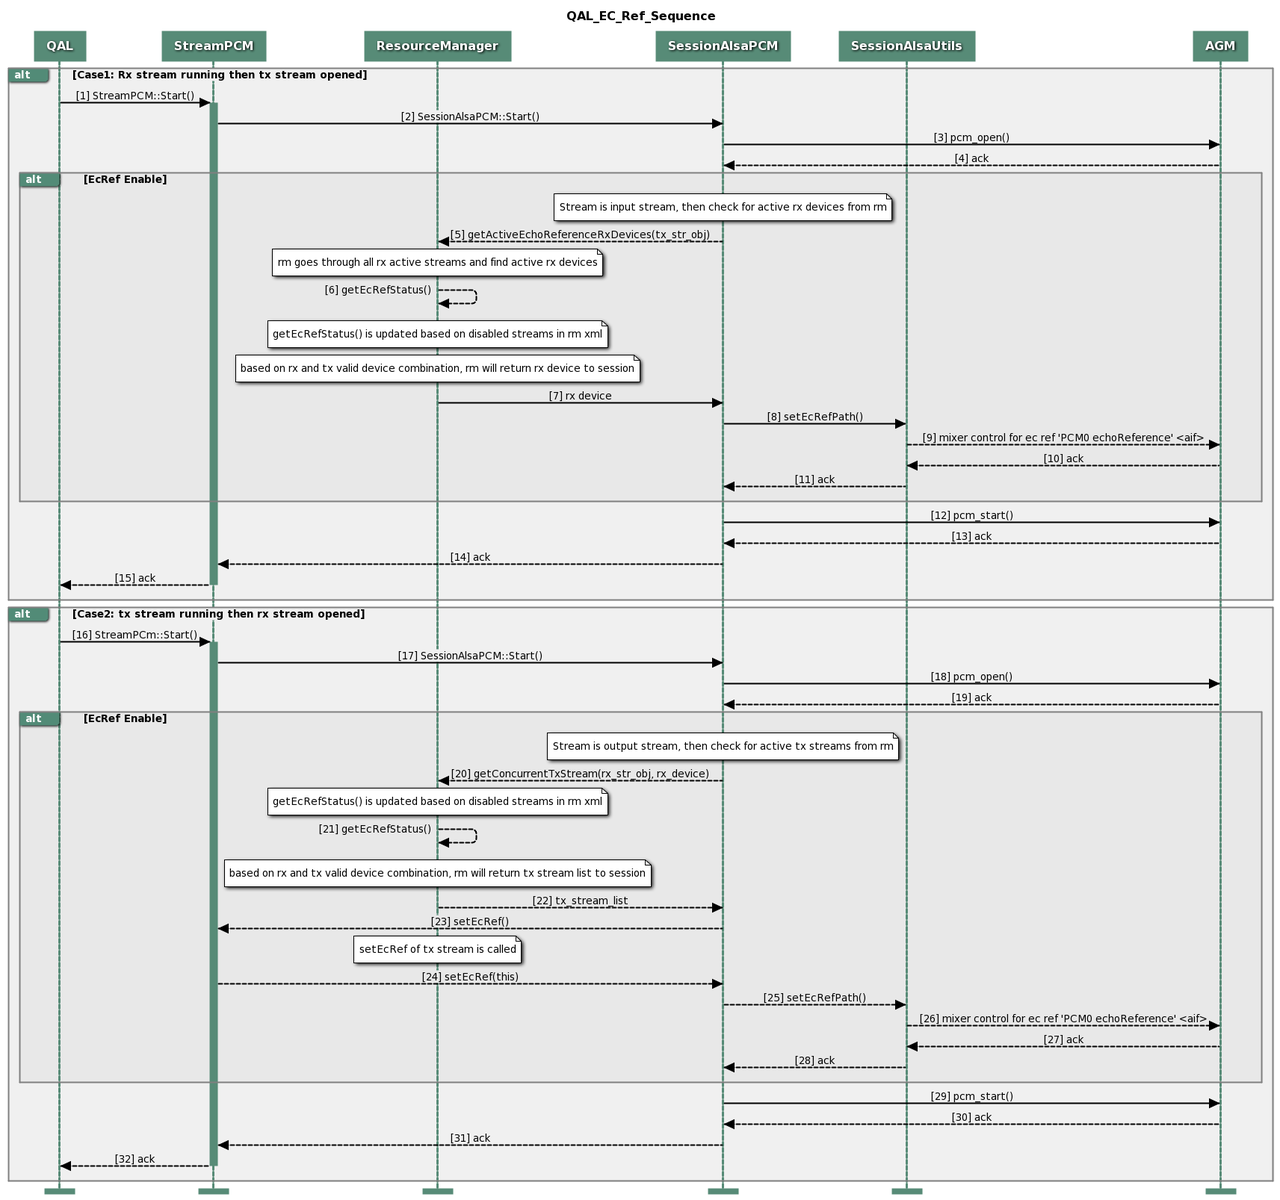 QAL_EC_Ref_Sequence
QAL
StreamPCM
ResourceManager
SessionAlsaPCM
SessionAlsaUtils
AGM
alt
[Case1: Rx stream running then tx stream opened]
[1] StreamPCM::Start()
[2] SessionAlsaPCM::Start()
[3] pcm_open()
[4] ack
alt
[EcRef Enable]
Stream is input stream, then check for active rx devices from rm
[5] getActiveEchoReferenceRxDevices(tx_str_obj)
rm goes through all rx active streams and find active rx devices
[6] getEcRefStatus()
getEcRefStatus() is updated based on disabled streams in rm xml
based on rx and tx valid device combination, rm will return rx device to session
[7] rx device
[8] setEcRefPath()
[9] mixer control for ec ref 'PCM0 echoReference' <aif>
[10] ack
[11] ack
[12] pcm_start()
[13] ack
[14] ack
[15] ack
alt
[Case2: tx stream running then rx stream opened]
[16] StreamPCm::Start()
[17] SessionAlsaPCM::Start()
[18] pcm_open()
[19] ack
alt
[EcRef Enable]
Stream is output stream, then check for active tx streams from rm
[20] getConcurrentTxStream(rx_str_obj, rx_device)
getEcRefStatus() is updated based on disabled streams in rm xml
[21] getEcRefStatus()
based on rx and tx valid device combination, rm will return tx stream list to session
[22] tx_stream_list
[23] setEcRef()
setEcRef of tx stream is called
[24] setEcRef(this)
[25] setEcRefPath()
[26] mixer control for ec ref 'PCM0 echoReference' <aif>
[27] ack
[28] ack
[29] pcm_start()
[30] ack
[31] ack
[32] ack